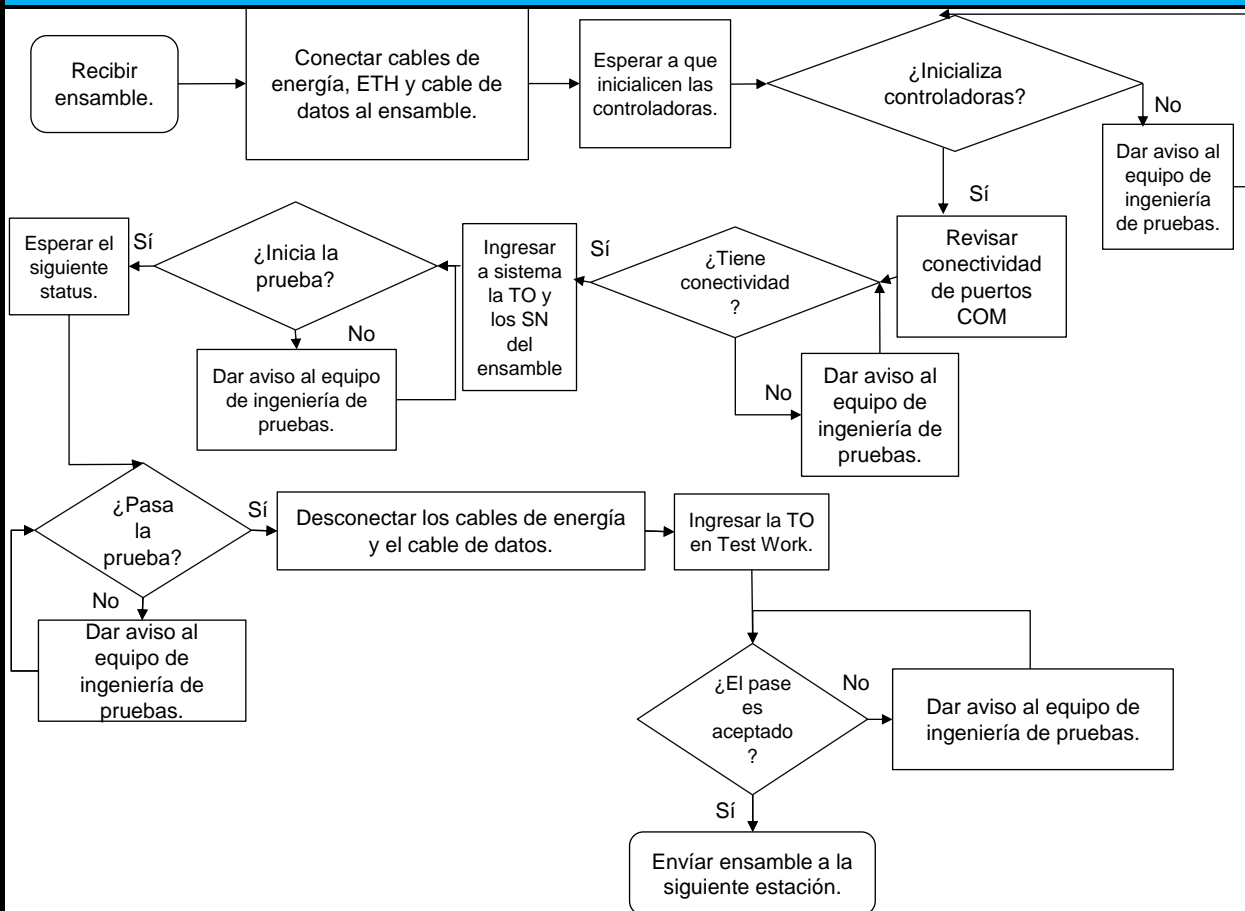 Recibir
ensamble.
Conectar cables de
energía, ETH y cable de
datos al ensamble.
Esperar a que
inicialicen las
controladoras.
¿Inicializa
controladoras?
No
Dar aviso al
equipo de
ingeniería
de pruebas.
Sí
Revisar
conectividad
de puertos
COM
¿Tiene
conectividad
?
No
Dar aviso al
equipo de
ingeniería de
pruebas.
Sí
Ingresar
a sistema
la TO y
los SN
del
ensamble
¿Inicia la
prueba?
No
Dar aviso al equipo
de ingeniería de
pruebas.
Sí
Esperar el
siguiente
status.
¿Pasa
la
prueba?
No
Dar aviso al
equipo de
ingeniería de
pruebas.
Sí
Desconectar los cables de energía
y el cable de datos.
Ingresar la TO
en Test Work.
¿El pase
es
aceptado
?
No
Dar aviso al equipo de
ingeniería de pruebas.
Sí
Envíar ensamble a la
siguiente estación.